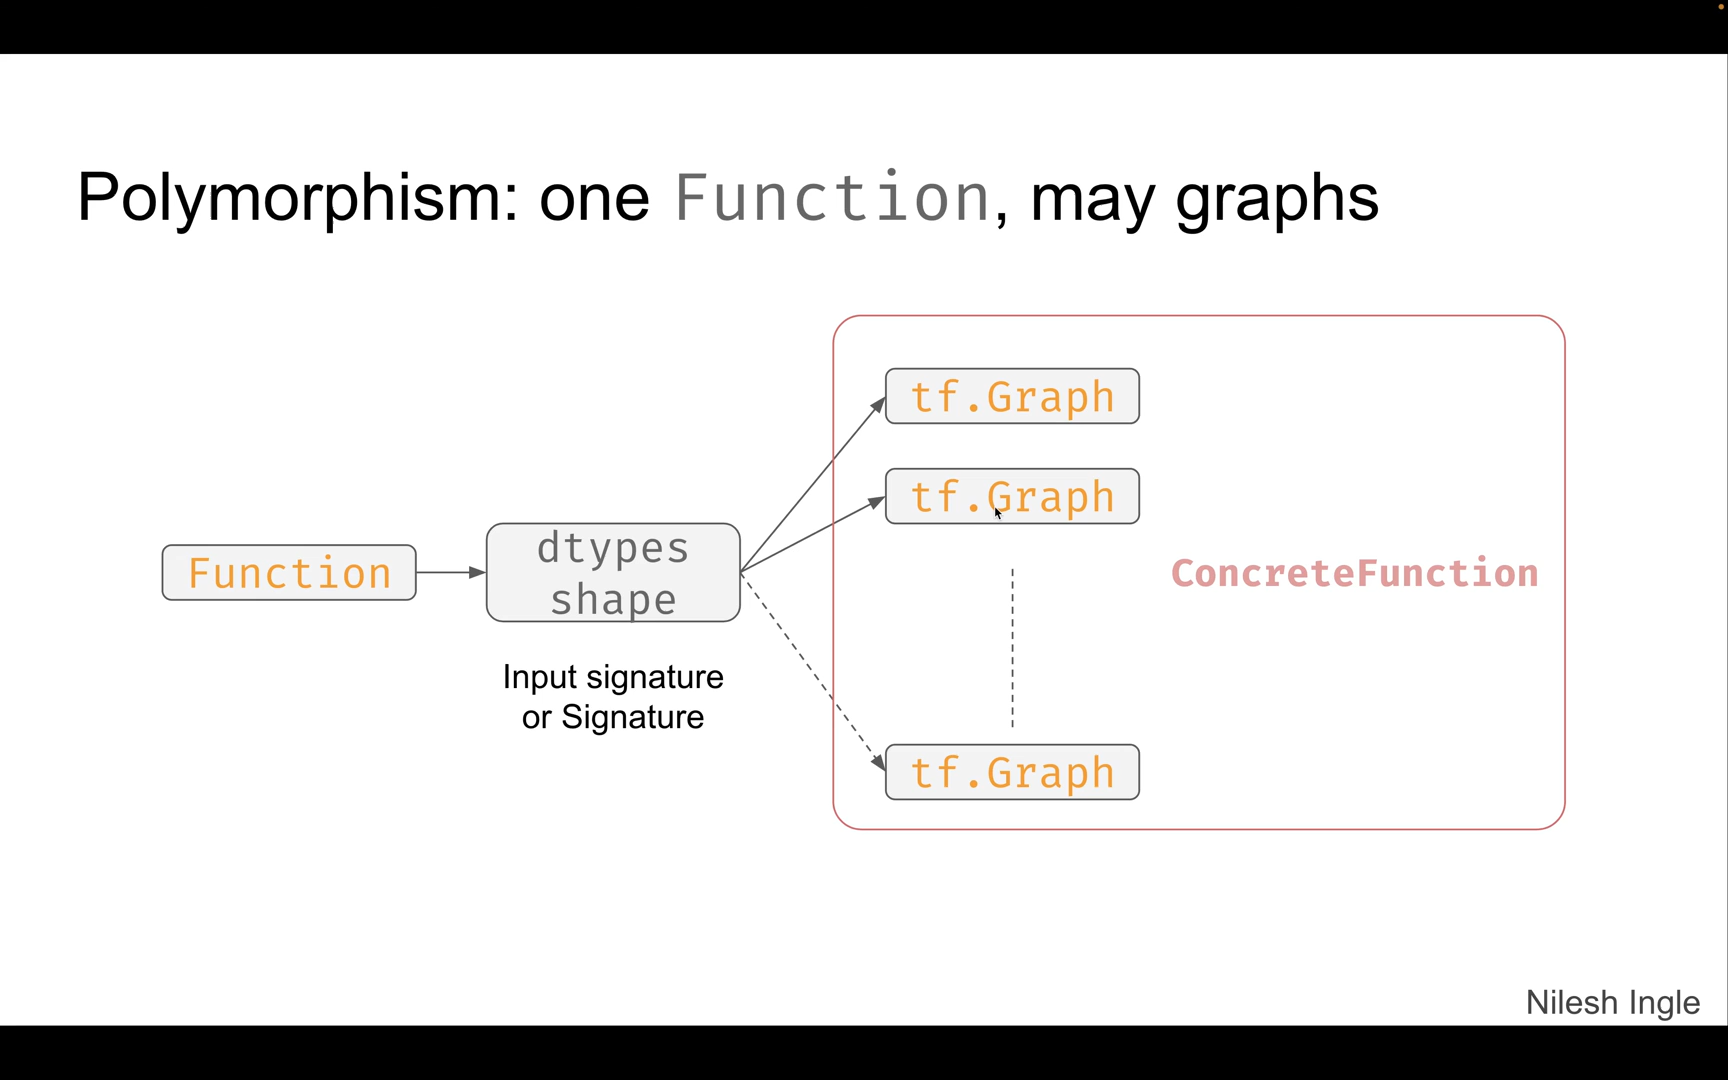 Polymorphism: one Function, may graphs
tf.Graph
tf.Graph
Function
dtypes
shape
ConcreteFunction
Input signature
or Signature
tf.Graph
Nilesh Ingle